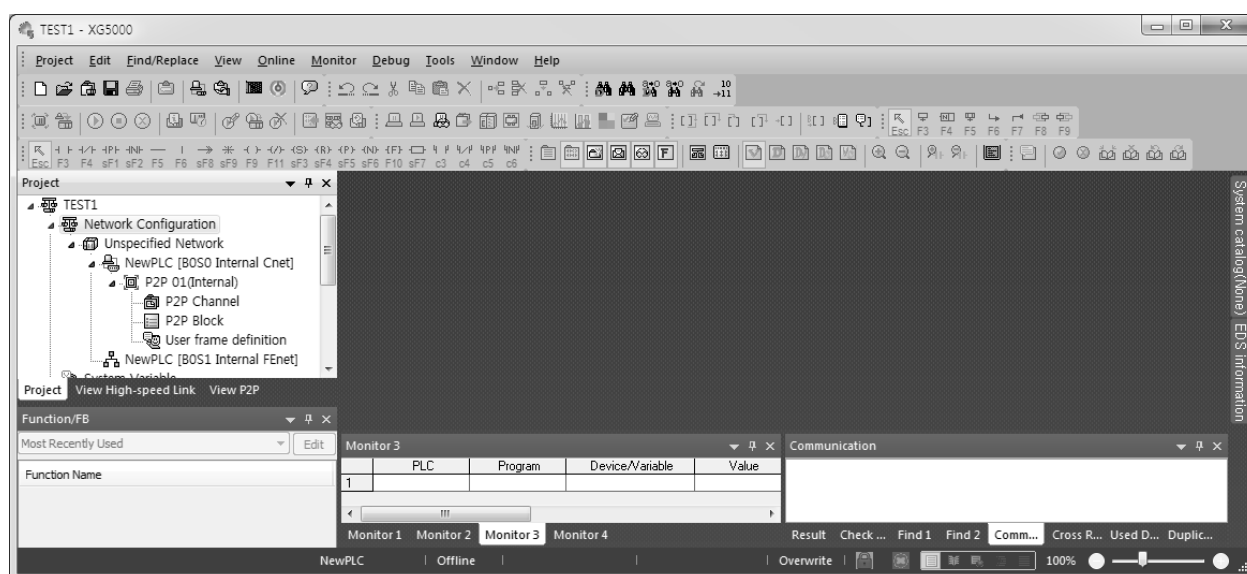 TEST1 - XG5000
Project Edit Find/Replace View Online Monitor Debug Tools Window Help
Esc F3 F4 F5 F6 F7 F8 F9
Esc F3 F4 sF1 sF2 F5 F6 sF8 sF9 F9 F11 sF3 sF4 sF5 sF6 F10 sF7 c3 c4 c5 c6
Project
TEST1
Network Configuration
Unspecified Network
NewPLC [B0S0 Internal Cnet]
P2P 01(Internal)
P2P Channel
P2P Block
User frame definition
NewPLC [B0S1 Internal FEnet]
System Variable
Project View High-speed Link View P2P
System catalog(None) EDS information
Function/FB
Most Recently Used Edit
Function Name
Monitor 3
PLC Program Device/Variable Value
1
Monitor 1 Monitor 2 Monitor 3 Monitor 4
Communication
Result Check ... Find 1 Find 2 Comm... Cross R... Used D... Duplic...
NewPLC Offline Overwrite 100%